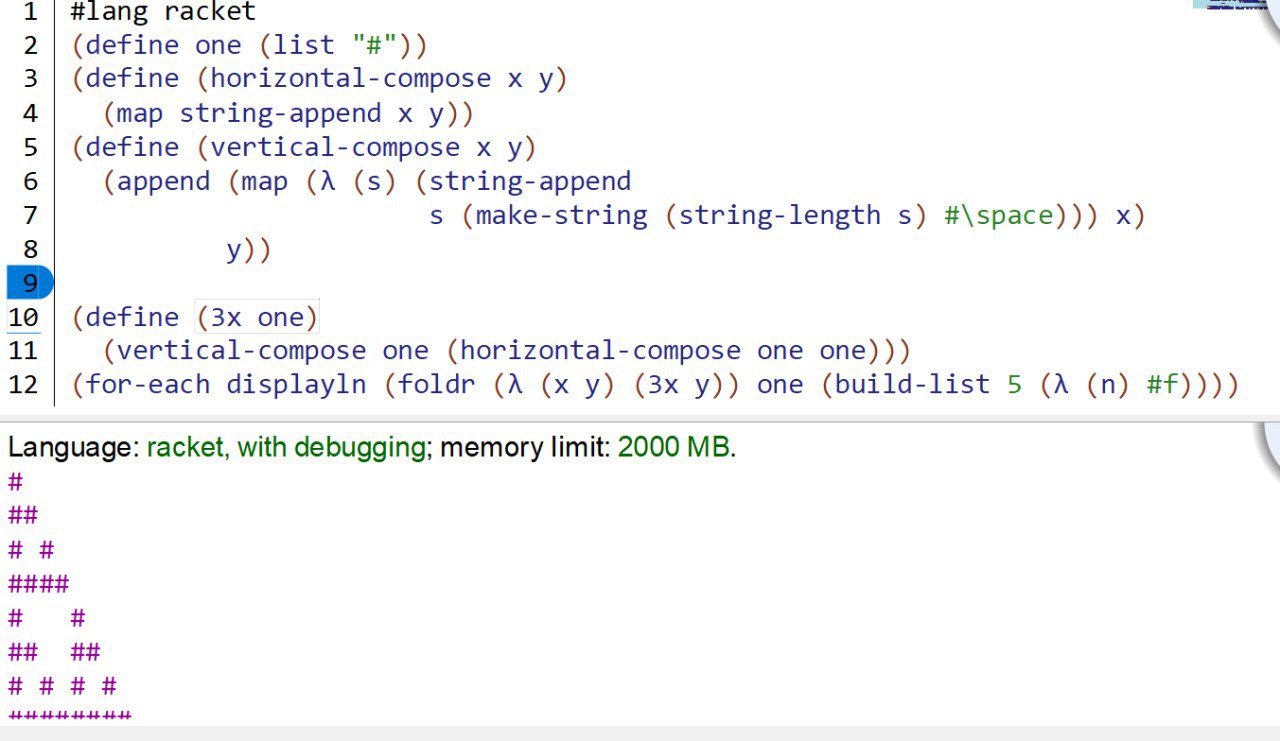 1 #lang racket
2 (define one (list "#"))
3 (define (horizontal-compose x y)
4   (map string-append x y))
5 (define (vertical-compose x y)
6   (append (map (λ (s) (string-append
7                        s (make-string (string-length s) #\space))) x)
8           y))
9
10 (define (3x one)
11   (vertical-compose one (horizontal-compose one one)))
12 (for-each displayln (foldr (λ (x y) (3x y)) one (build-list 5 (λ (n) #f))))
Language: racket, with debugging; memory limit: 2000 MB.
#
##
# #
####
#   #
##  ##
# # # #
########